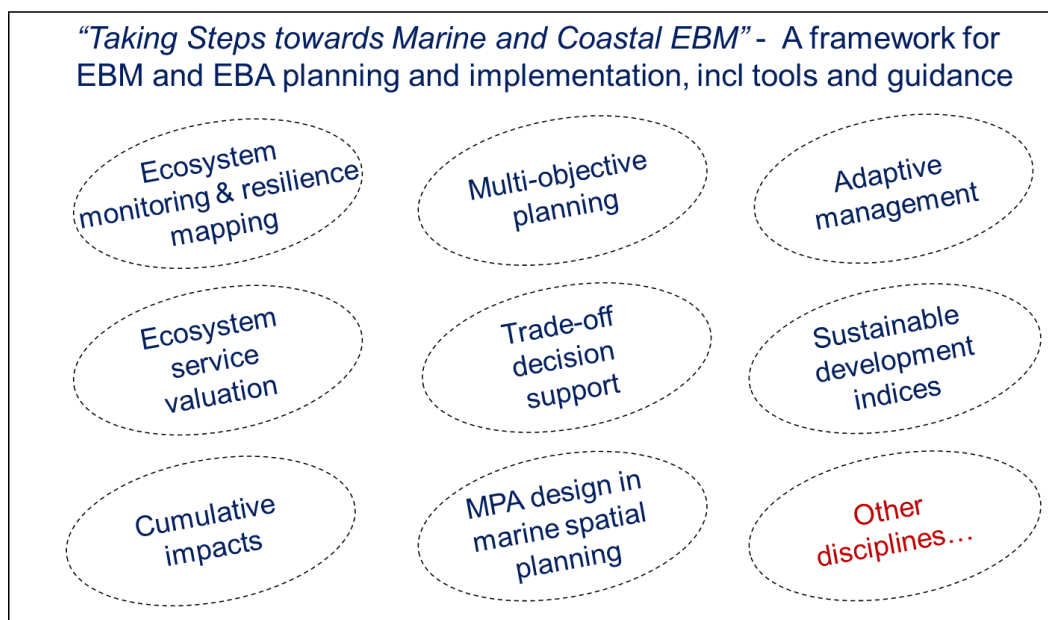 “Taking Steps towards Marine and Coastal EBM” - A framework for
EBM and EBA planning and implementation, incl tools and guidance
Ecosystem
monitoring & resilience
mapping
Multi-objective
planning
Adaptive
management
Ecosystem
service
valuation
Trade-off
decision
support
Sustainable
development
indices
Cumulative
impacts
MPA design in
marine spatial
planning
Other
disciplines…